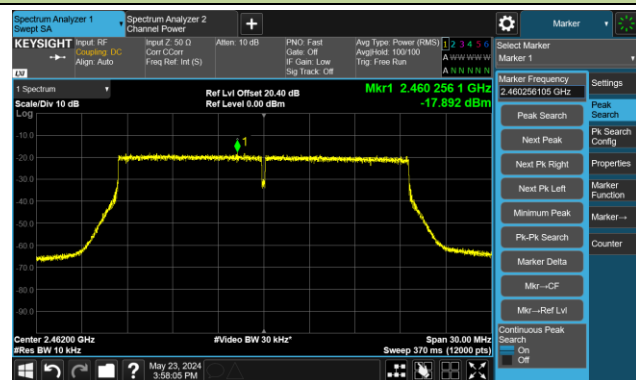 Spectrum Analyzer 1
Swept SA
Spectrum Analyzer 2
Channel Power
+
Marker
KEYSIGHT
Input: RF
Coupling: DC
Align: Auto
Input Z: 50 Ω
Corr CCorr
Freq Ref: Int (S)
Atten: 10 dB
PNO: Fast
Gate: Off
IF Gain: Low
Sig Track: Off
Avg Type: Power (RMS)
Avg|Hold: 100/100
Trig: Free Run
1 2 3 4 5 6
A W W W W W
A N N N N N
LXI
Select Marker
Marker 1
1 Spectrum
Scale/Div 10 dB
Log
Ref Lvl Offset 20.40 dB
Ref Level 0.00 dBm
Mkr1 2.460 256 1 GHz
-17.892 dBm
Marker Frequency
2.460256105 GHz
Peak Search
Next Peak
Next Pk Right
Next Pk Left
Minimum Peak
Pk-Pk Search
Marker Delta
Mkr→CF
Mkr→Ref Lvl
Continuous Peak
Search
On
Off
Settings
Peak
Search
Pk Search
Config
Properties
Marker
Function
Marker→
Counter
1
-10.0
-20.0
-30.0
-40.0
-50.0
-60.0
-70.0
-80.0
-90.0
Center 2.46200 GHz
#Res BW 10 kHz
#Video BW 30 kHz*
Span 30.00 MHz
Sweep 370 ms (12000 pts)
?
May 23, 2024
3:58:05 PM